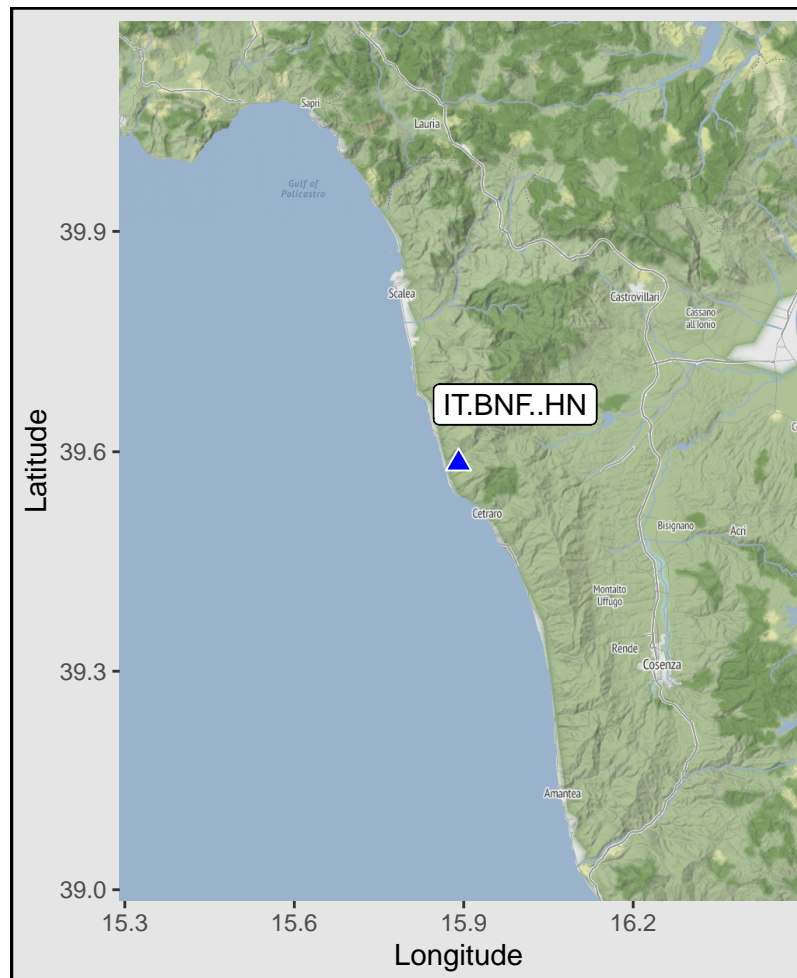 Sapri
Lauria
Gulf of
Policastro
39.9
Scalea
Castrovillari
Cassano
all'Ionio
IT.BNF..HN
39.6
Latitude
Cetraro
Bisignano
Acri
Montalto
Uffugo
Rende
39.3
Cosenza
Amantea
39.0
15.3
15.6
15.9
16.2
Longitude